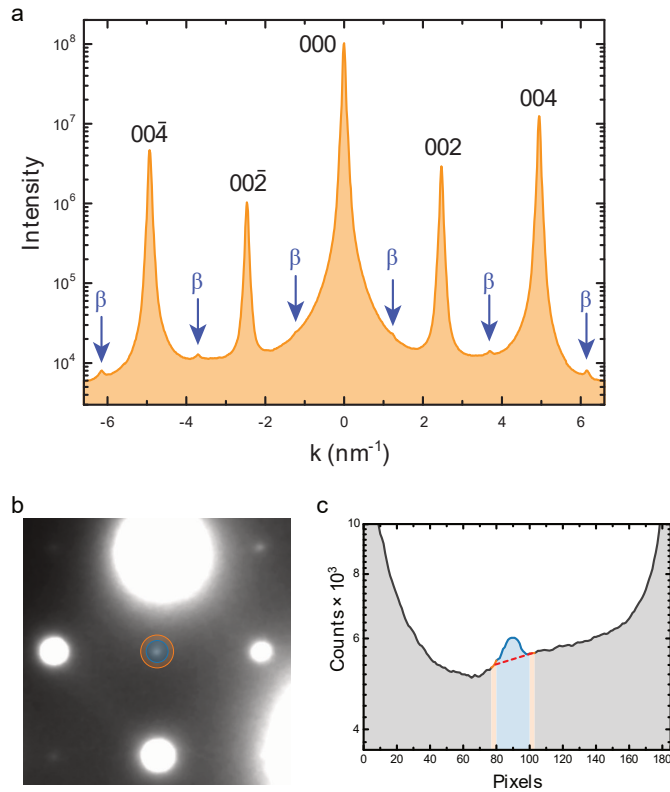 a
10⁸
10⁷
10⁶
10⁵
10⁴
Intensity
000
004̄
004
002̄
002
β
β
β
β
β
β
-6
-4
-2
0
2
4
6
k (nm⁻¹)
b
c
10
8
6
4
Counts × 10³
0
20
40
60
80
100
120
140
160
180
Pixels